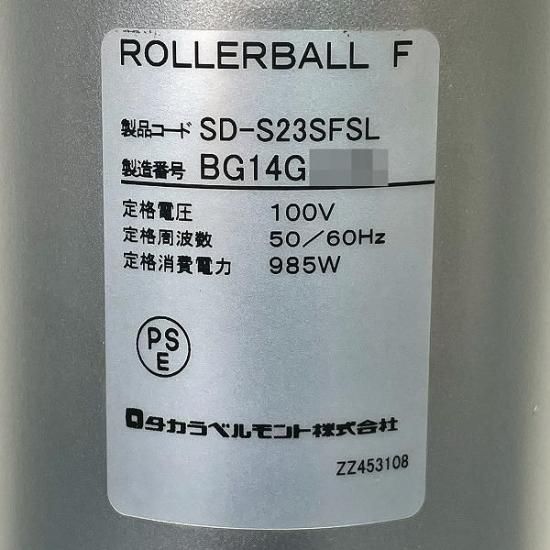 ROLLERBALL F
製品コード SD-S23SFSL
製造番号 BG14G
定格電圧 100V
定格周波数 50/60Hz
定格消費電力 985W
PS
E
タカラベルモント株式会社
ZZ453108